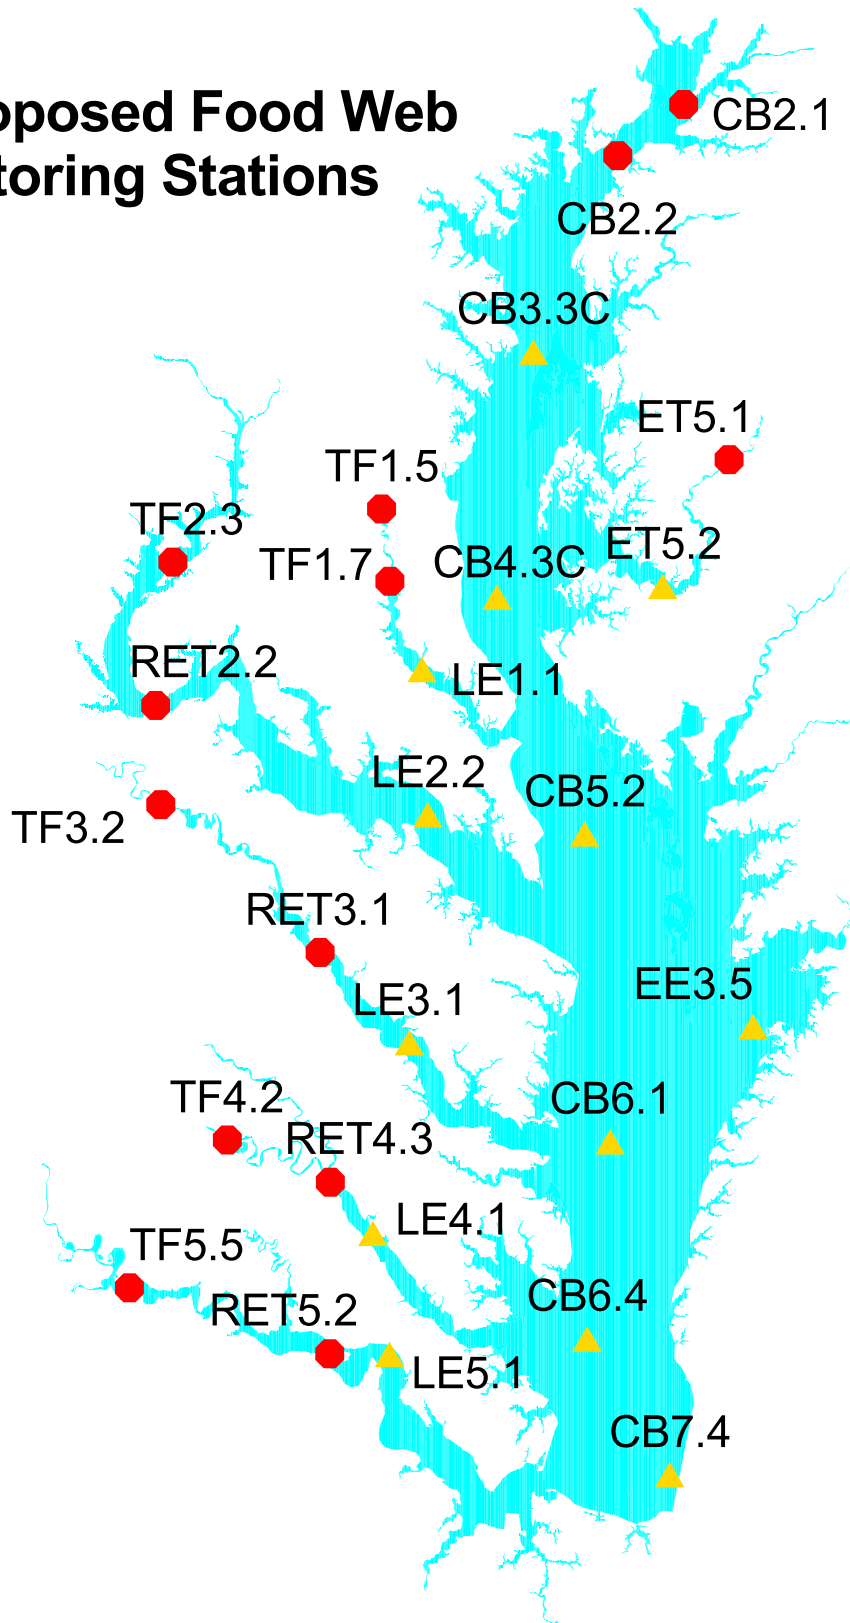 oposed Food Web
toring Stations
CB2.1
CB2.2
CB3.3C
ET5.1
TF1.5
TF2.3
ET5.2
TF1.7
CB4.3C
RET2.2
LE1.1
LE2.2
CB5.2
TF3.2
RET3.1
EE3.5
LE3.1
TF4.2
CB6.1
RET4.3
LE4.1
TF5.5
CB6.4
RET5.2
LE5.1
CB7.4